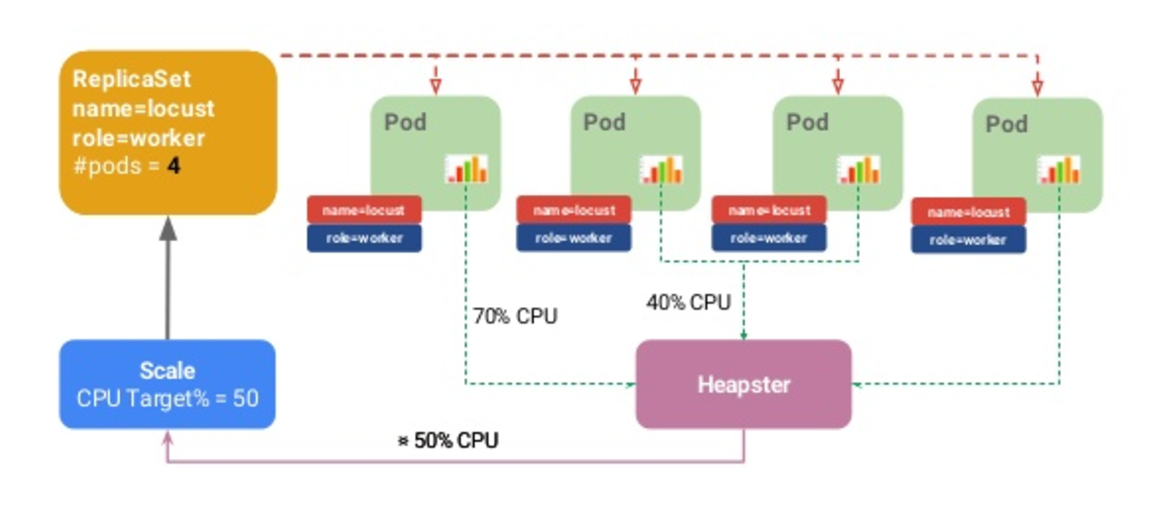 ReplicaSet
name=locust
role=worker
#pods = 4
Pod
Pod
Pod
Pod
name=locust
role=worker
name=locust
role=worker
name=locust
role=worker
name=locust
role=worker
70% CPU
40% CPU
Scale
CPU Target% = 50
Heapster
≍ 50% CPU